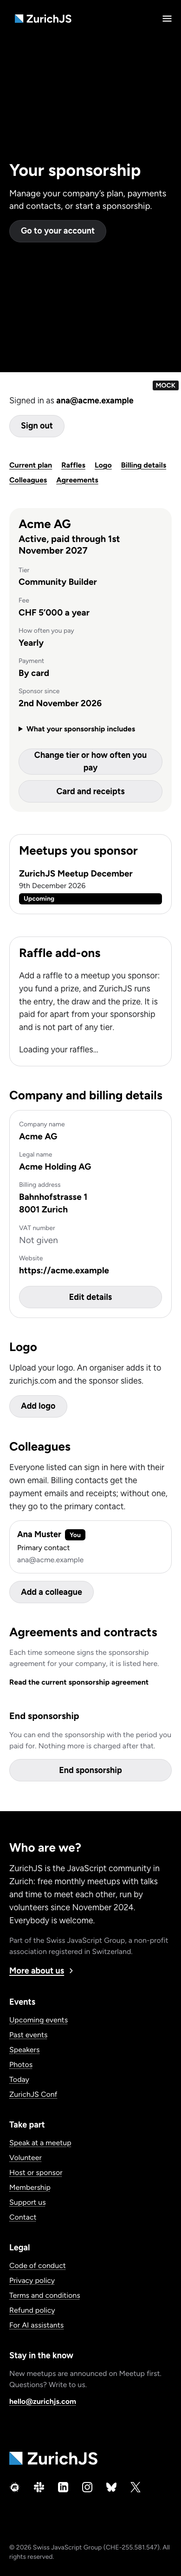 ZurichJS
Your sponsorship
Manage your company's plan, payments
and contacts, or start a sponsorship.
Go to your account
MOCK
Signed in as ana@acme.example
Sign out
Current plan Raffles Logo Billing details
Colleagues Agreements
Acme AG
Active, paid through 1st
November 2027
Tier
Community Builder
Fee
CHF 5'000 a year
How often you pay
Yearly
Payment
By card
Sponsor since
2nd November 2026
What your sponsorship includes
Change tier or how often you
pay
Card and receipts
Meetups you sponsor
ZurichJS Meetup December
9th December 2026
Upcoming
Raffle add-ons
Add a raffle to a meetup you sponsor:
you fund a prize, and ZurichJS runs
the entry, the draw and the prize. It is
paid for apart from your sponsorship
and is not part of any tier.
Loading your raffles…
Company and billing details
Company name
Acme AG
Legal name
Acme Holding AG
Billing address
Bahnhofstrasse 1
8001 Zurich
VAT number
Not given
Website
https://acme.example
Edit details
Logo
Upload your logo. An organiser adds it to
zurichjs.com and the sponsor slides.
Add logo
Colleagues
Everyone listed can sign in here with their
own email. Billing contacts get the
payment emails and receipts; without one,
they go to the primary contact.
Ana Muster You
Primary contact
ana@acme.example
Add a colleague
Agreements and contracts
Each time someone signs the sponsorship
agreement for your company, it is listed here.
Read the current sponsorship agreement
End sponsorship
You can end the sponsorship with the period you
paid for. Nothing more is charged after that.
End sponsorship
Who are we?
ZurichJS is the JavaScript community in
Zurich: free monthly meetups with talks
and time to meet each other, run by
volunteers since November 2024.
Everybody is welcome.
Part of the Swiss JavaScript Group, a non-profit
association registered in Switzerland.
More about us
Events
Upcoming events
Past events
Speakers
Photos
Today
ZurichJS Conf
Take part
Speak at a meetup
Volunteer
Host or sponsor
Membership
Support us
Contact
Legal
Code of conduct
Privacy policy
Terms and conditions
Refund policy
For AI assistants
Stay in the know
New meetups are announced on Meetup first.
Questions? Write to us.
hello@zurichjs.com
ZurichJS
© 2026 Swiss JavaScript Group (CHE-255.581.547). All
rights reserved.